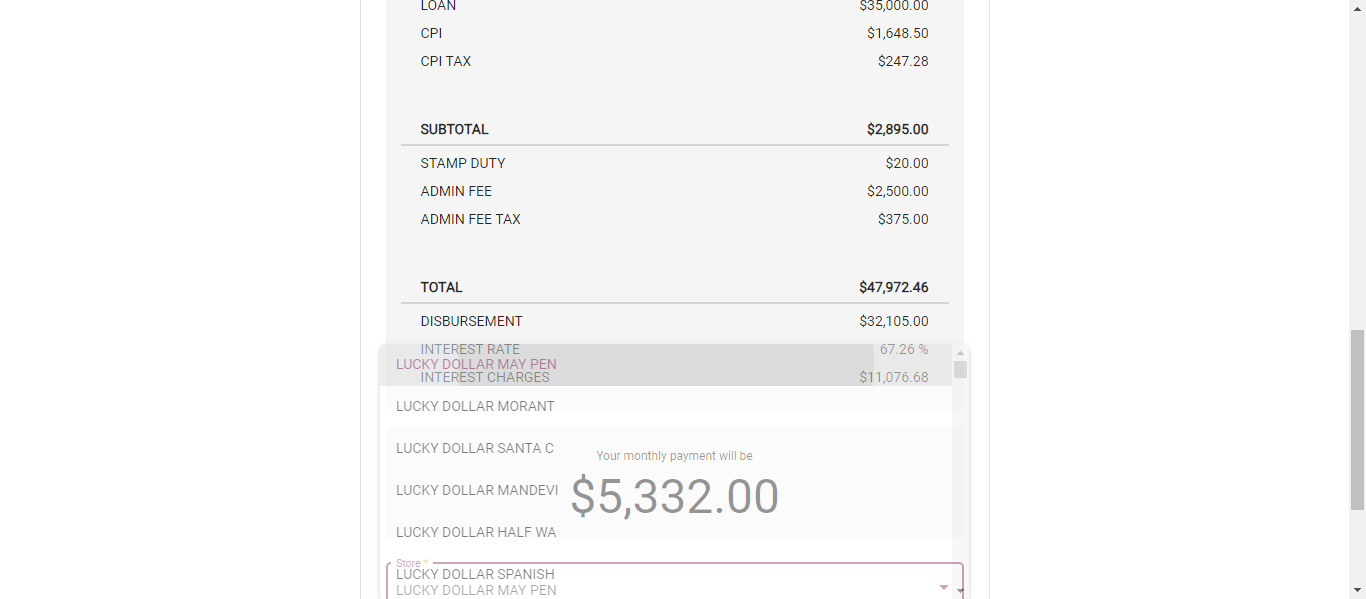 LOAN $35,000.00
CPI $1,648.50
CPI TAX $247.28
SUBTOTAL $2,895.00
STAMP DUTY $20.00
ADMIN FEE $2,500.00
ADMIN FEE TAX $375.00
TOTAL $47,972.46
DISBURSEMENT $32,105.00
INTEREST RATE 67.26 %
LUCKY DOLLAR MAY PEN
INTEREST CHARGES $11,076.68
LUCKY DOLLAR MORANT
LUCKY DOLLAR SANTA C
Your monthly payment will be
LUCKY DOLLAR MANDEVI
$5,332.00
LUCKY DOLLAR HALF WA
Store *
LUCKY DOLLAR SPANISH
LUCKY DOLLAR MAY PEN